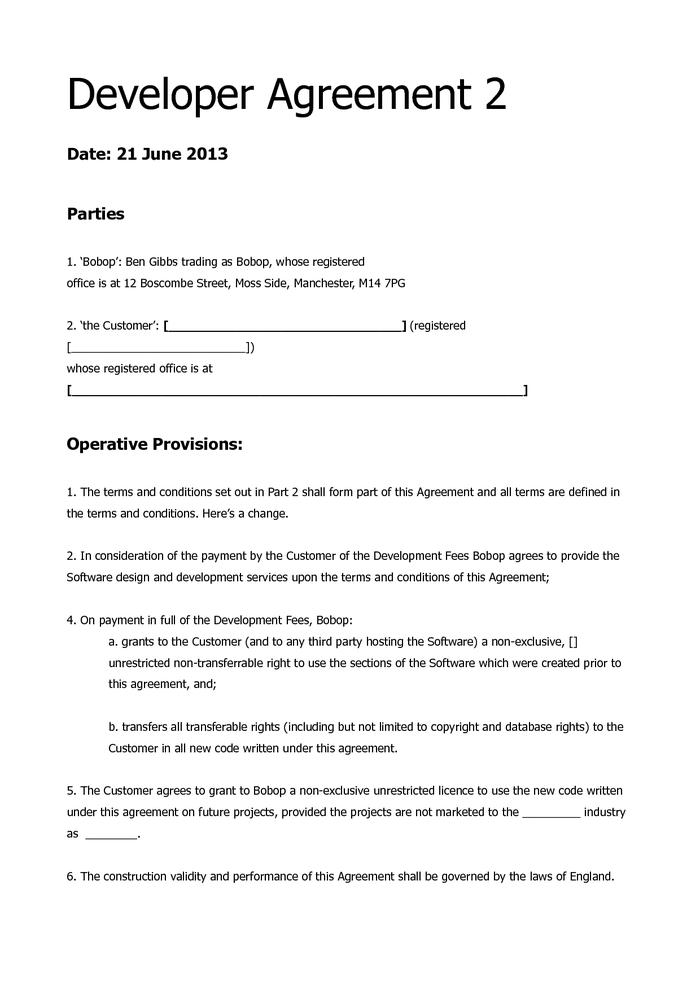 Developer Agreement 2
Date: 21 June 2013
Parties
1. ‘Bobop’: Ben Gibbs trading as Bobop, whose registered
office is at 12 Boscombe Street, Moss Side, Manchester, M14 7PG
2. ‘the Customer’: [___________________________________] (registered
[__________________________])
whose registered office is at
[____________________________________________________________________]
Operative Provisions:
1. The terms and conditions set out in Part 2 shall form part of this Agreement and all terms are defined in
the terms and conditions. Here’s a change.
2. In consideration of the payment by the Customer of the Development Fees Bobop agrees to provide the
Software design and development services upon the terms and conditions of this Agreement;
4. On payment in full of the Development Fees, Bobop:
a. grants to the Customer (and to any third party hosting the Software) a non-exclusive, []
unrestricted non-transferrable right to use the sections of the Software which were created prior to
this agreement, and;
b. transfers all transferable rights (including but not limited to copyright and database rights) to the
Customer in all new code written under this agreement.
5. The Customer agrees to grant to Bobop a non-exclusive unrestricted licence to use the new code written
under this agreement on future projects, provided the projects are not marketed to the _________ industry
as ________.
6. The construction validity and performance of this Agreement shall be governed by the laws of England.